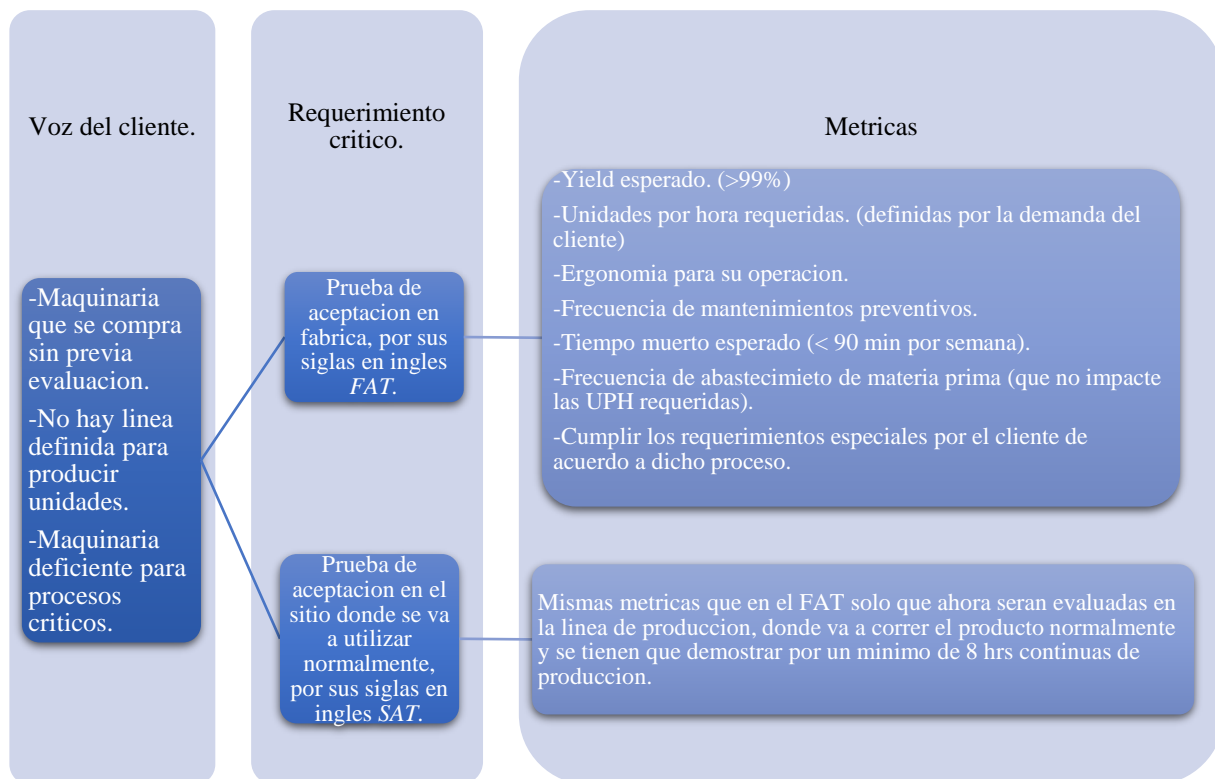 Voz del cliente.
Requerimiento
critico.
Metricas
-Maquinaria
que se compra
sin previa
evaluacion.
-No hay linea
definida para
producir
unidades.
-Maquinaria
deficiente para
procesos
criticos.
Prueba de
aceptacion en
fabrica, por sus
siglas en ingles
FAT.
-Yield esperado. (>99%)
-Unidades por hora requeridas. (definidas por la demanda del
cliente)
-Ergonomia para su operacion.
-Frecuencia de mantenimientos preventivos.
-Tiempo muerto esperado (< 90 min por semana).
-Frecuencia de abastecimieto de materia prima (que no impacte
las UPH requeridas).
-Cumplir los requerimientos especiales por el cliente de
acuerdo a dicho proceso.
Prueba de
aceptacion en el
sitio donde se va
a utilizar
normalmente,
por sus siglas en
ingles SAT.
Mismas metricas que en el FAT solo que ahora seran evaluadas en
la linea de produccion, donde va a correr el producto normalmente
y se tienen que demostrar por un minimo de 8 hrs continuas de
produccion.